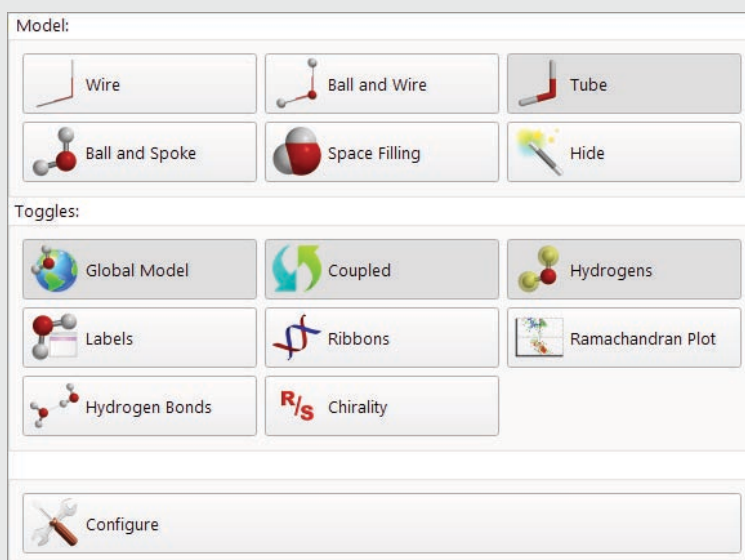 Model:
Wire
Ball and Wire
Tube
Ball and Spoke
Space Filling
Hide
Toggles:
Global Model
Coupled
Hydrogens
Labels
Ribbons
Ramachandran Plot
Hydrogen Bonds
R/S
Chirality
Configure